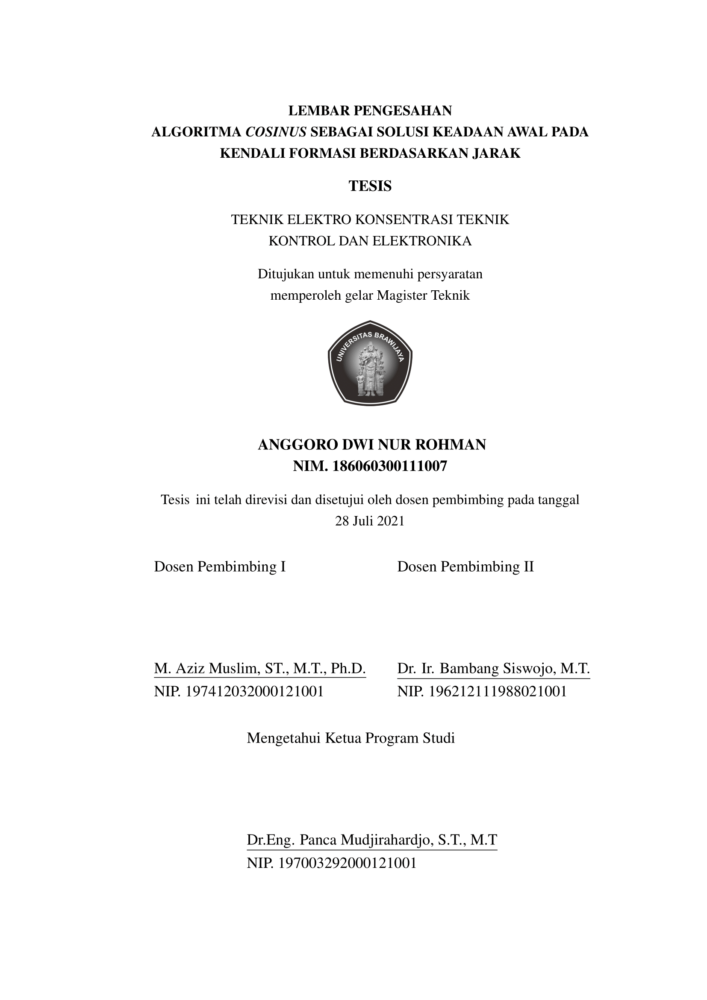 LEMBAR PENGESAHAN
ALGORITMA COSINUS SEBAGAI SOLUSI KEADAAN AWAL PADA
KENDALI FORMASI BERDASARKAN JARAK
TESIS
TEKNIK ELEKTRO KONSENTRASI TEKNIK
KONTROL DAN ELEKTRONIKA
Ditujukan untuk memenuhi persyaratan
memperoleh gelar Magister Teknik
UNIVERSITAS BRAWIJAYA
ANGGORO DWI NUR ROHMAN
NIM. 186060300111007
Tesis ini telah direvisi dan disetujui oleh dosen pembimbing pada tanggal
28 Juli 2021
Dosen Pembimbing I
Dosen Pembimbing II
M. Aziz Muslim, ST., M.T., Ph.D.
NIP. 197412032000121001
Dr. Ir. Bambang Siswojo, M.T.
NIP. 196212111988021001
Mengetahui Ketua Program Studi
Dr.Eng. Panca Mudjirahardjo, S.T., M.T
NIP. 197003292000121001